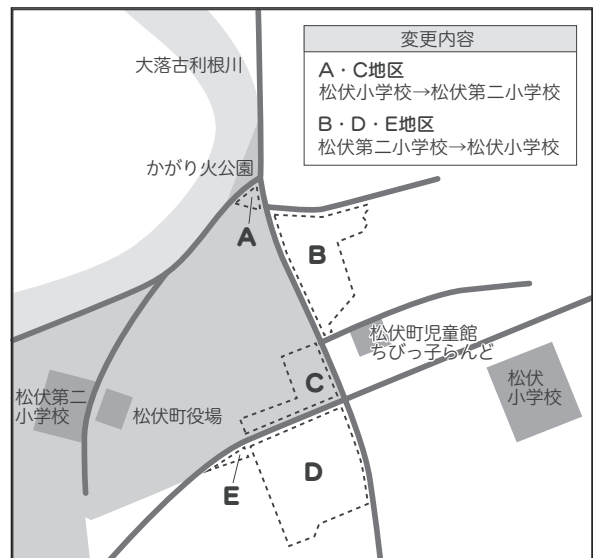 変更内容
A・C地区
松伏小学校→松伏第二小学校
B・D・E地区
松伏第二小学校→松伏小学校
大落古利根川
かがり火公園
A
B
松伏町児童館
ちびっ子らんど
C
松伏
小学校
松伏第二
小学校
松伏町役場
D
E